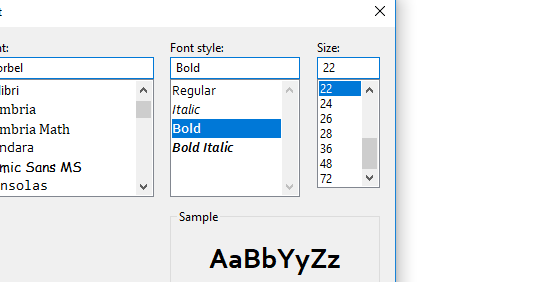 t
nt: Font style: Size:
orbel Bold 22
libri
mbria
mbria Math
ndara
mic Sans MS
nsolas
Regular
Italic
Bold
Bold Italic
22
24
26
28
36
48
72
Sample
AaBbYyZz